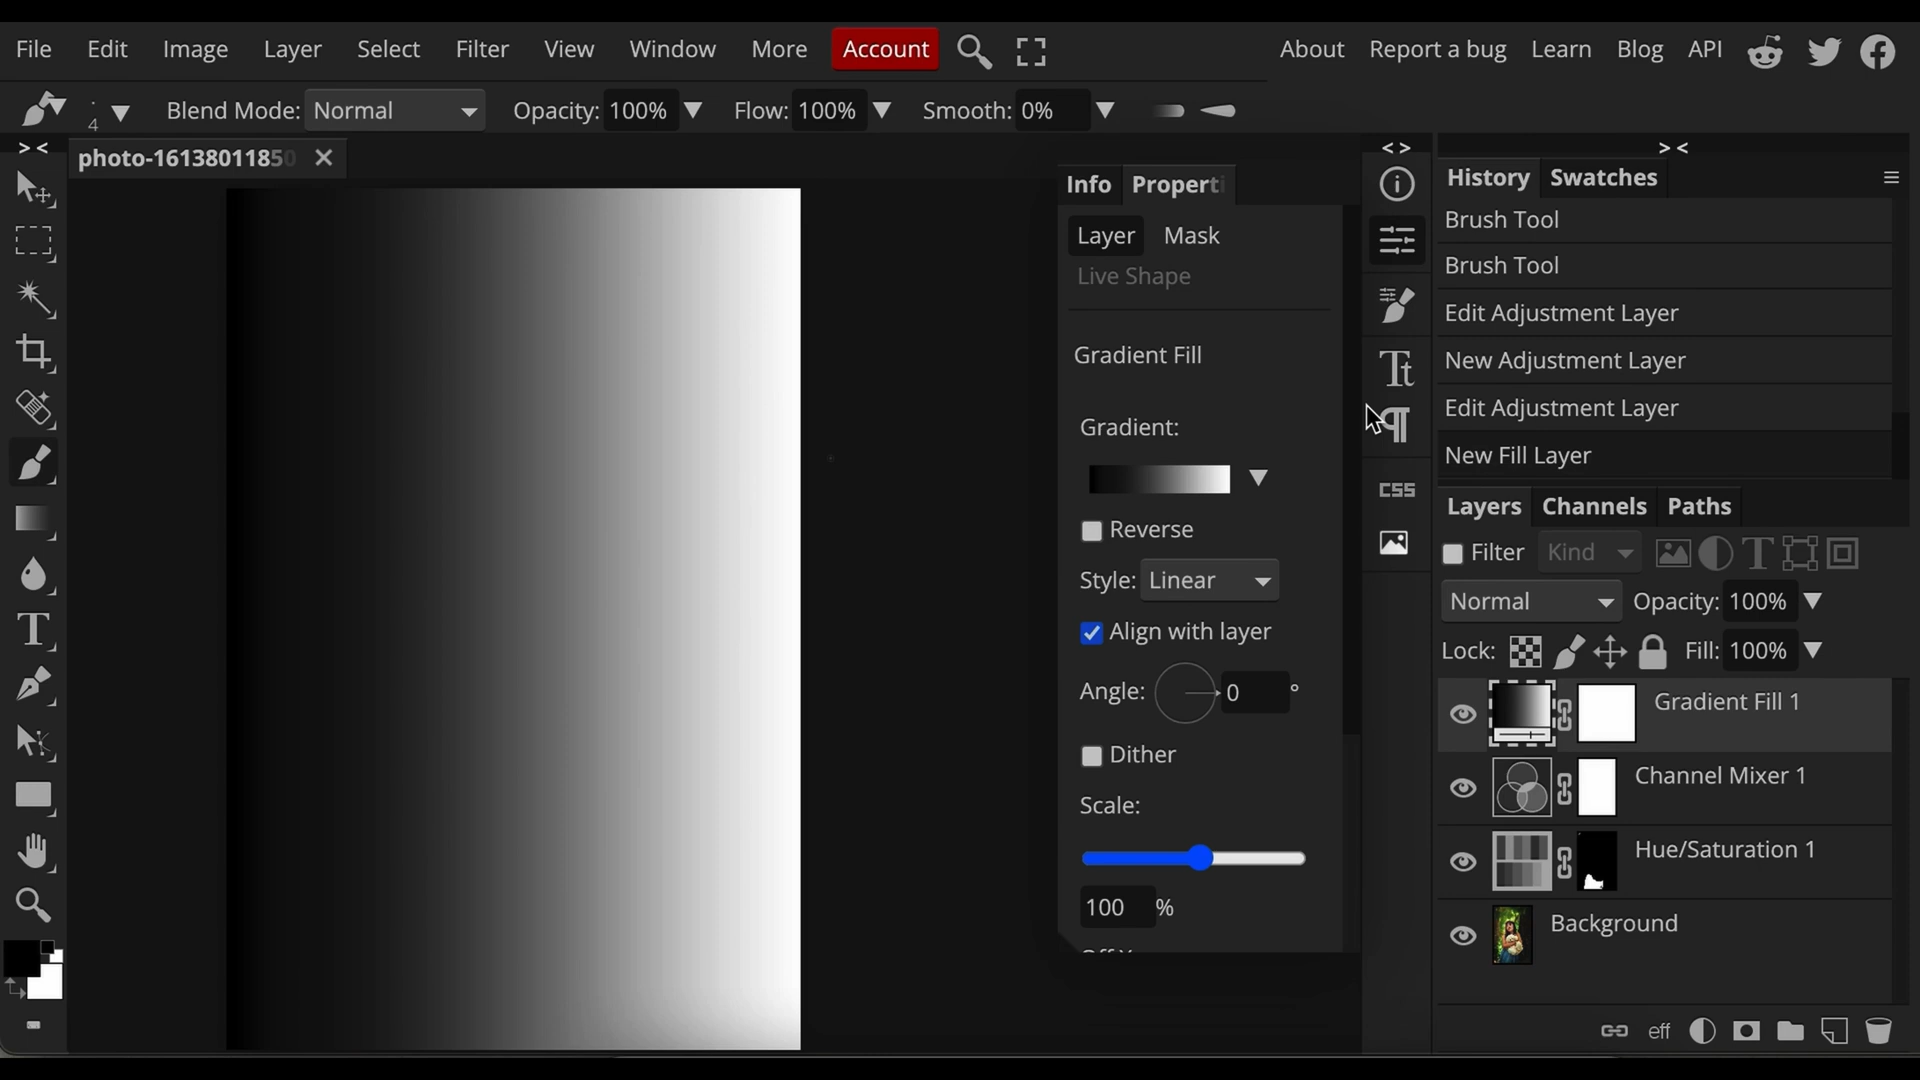 File Edit Image Layer Select Filter View Window More Account About Report a bug Learn Blog API
4 Blend Mode: Normal Opacity: 100% Flow: 100% Smooth: 0%
> < < > > <
photo-1613801185
Info Properti
Layer Mask
Live Shape
Gradient Fill
Gradient:
Reverse
Style: Linear
Align with layer
Angle: 0 °
Dither
Scale:
100 %
CSS
History Swatches
Brush Tool
Brush Tool
Edit Adjustment Layer
New Adjustment Layer
Edit Adjustment Layer
New Fill Layer
Layers Channels Paths
Filter Kind
Normal Opacity: 100%
Lock: Fill: 100%
Gradient Fill 1
Channel Mixer 1
Hue/Saturation 1
Background
eff